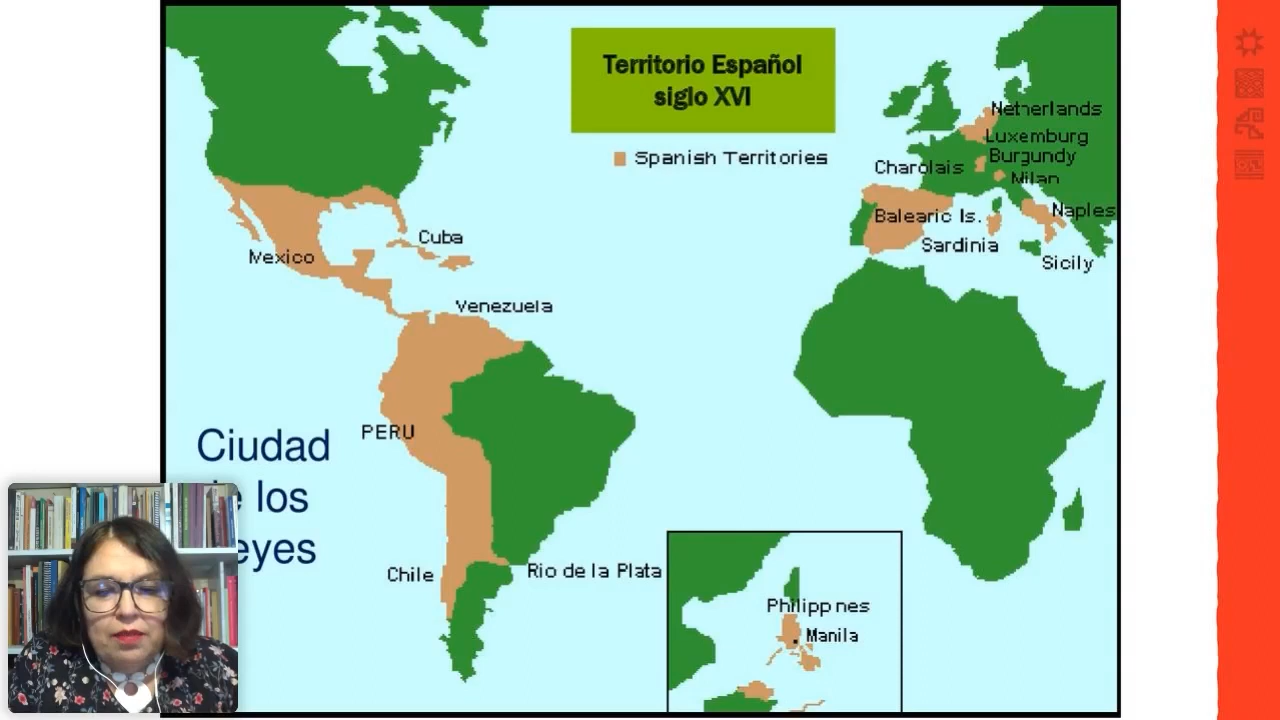 Territorio Español
siglo XVI
Spanish Territories
Netherlands
Luxemburg
Burgundy
Charolais
Milan
Naples
Balearic Is.
Sardinia
Sicily
Cuba
Mexico
Venezuela
PERU
Ciudad
los
eyes
Chile
Rio de la Plata
Philipp nes
Manila